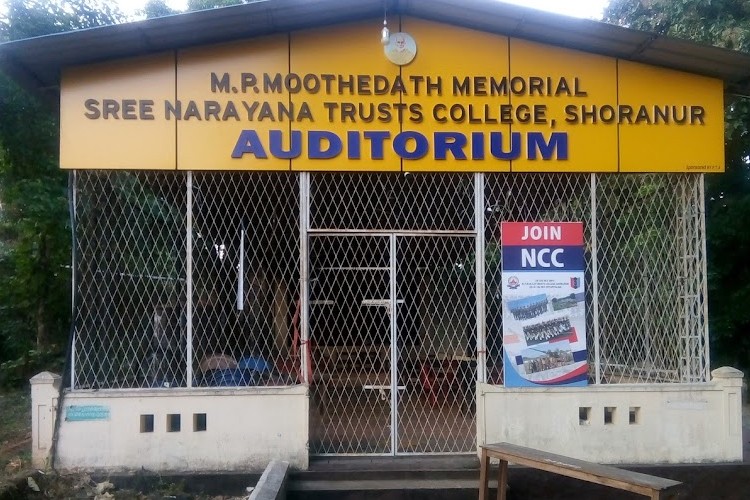 M.P.MOOTHEDATH MEMORIAL
SREE NARAYANA TRUSTS COLLEGE, SHORANUR
AUDITORIUM
JOIN
NCC